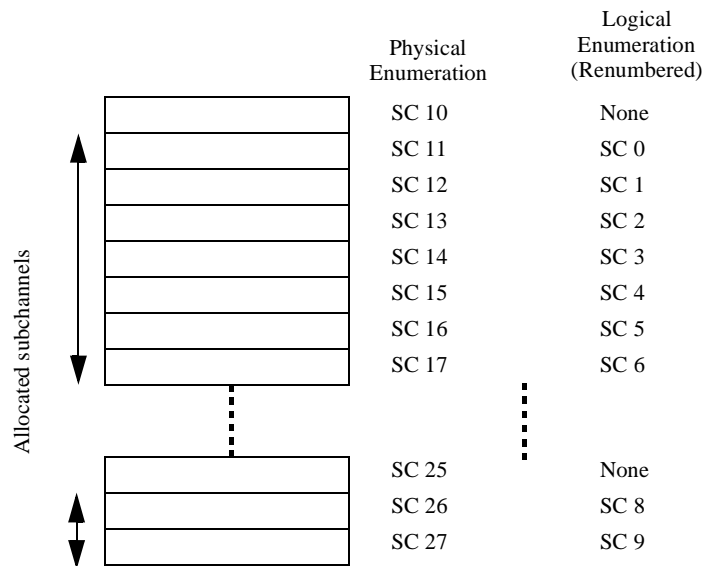 Logical
Physical Enumeration
Enumeration (Renumbered)
SC 10 None
SC 11 SC 0
SC 12 SC 1
SC 13 SC 2
SC 14 SC 3
SC 15 SC 4
SC 16 SC 5
SC 17 SC 6
Allocated subchannels
SC 25 None
SC 26 SC 8
SC 27 SC 9